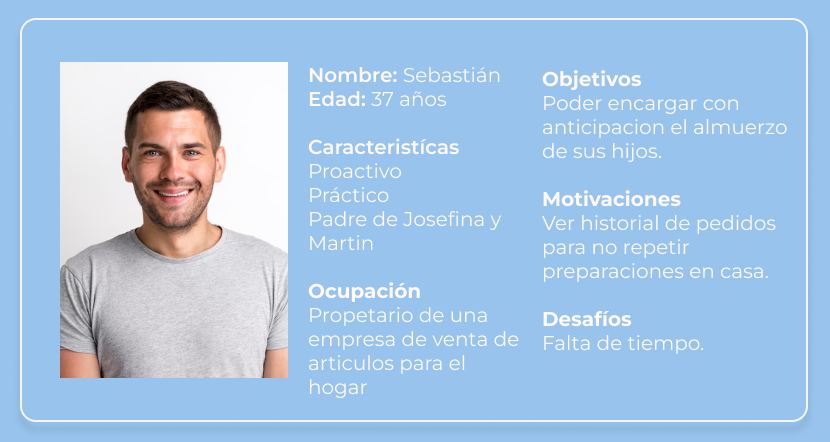 Nombre: Sebastián
Edad: 37 años
Caracteristícas
Proactivo
Práctico
Padre de Josefina y
Martin
Ocupación
Propetario de una
empresa de venta de
articulos para el
hogar
Objetivos
Poder encargar con
anticipacion el almuerzo
de sus hijos.
Motivaciones
Ver historial de pedidos
para no repetir
preparaciones en casa.
Desafíos
Falta de tiempo.